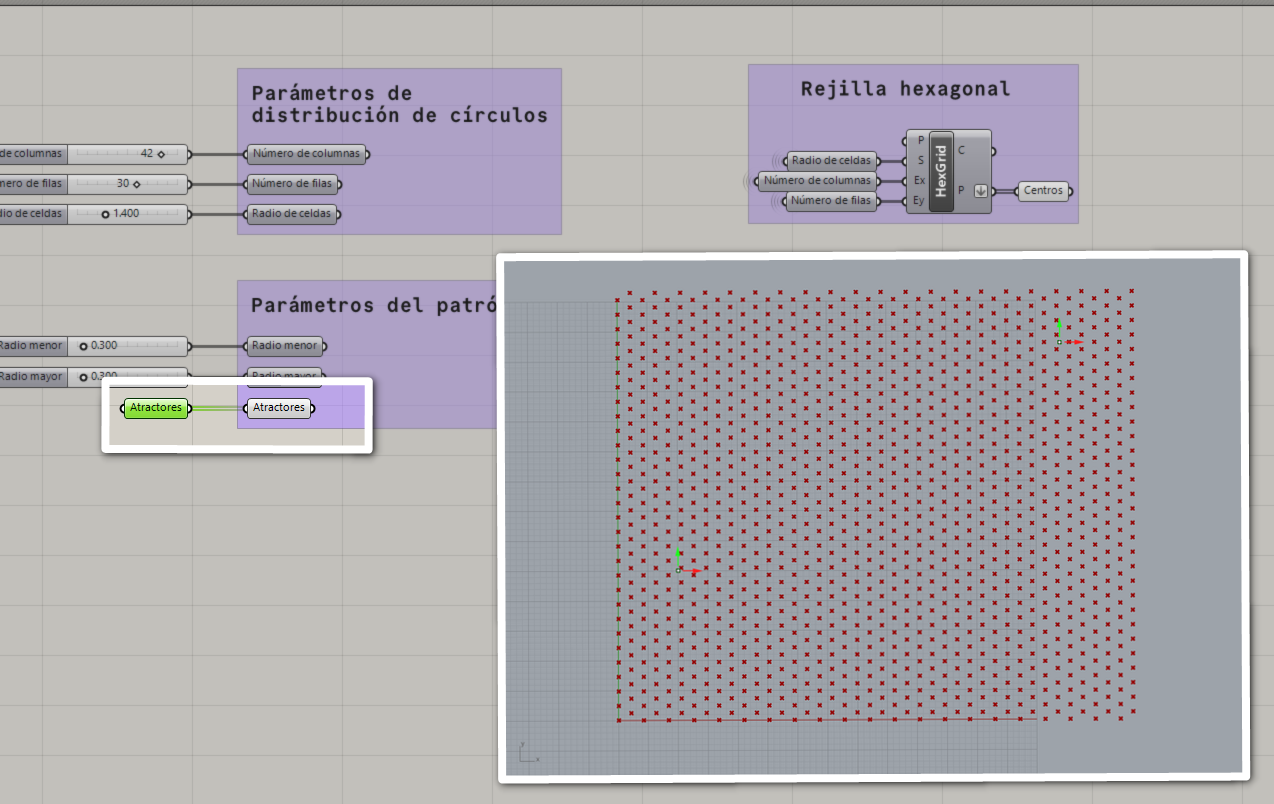 Parámetros de
distribución de círculos
de columnas 42
Número de columnas
mero de filas 30
Número de filas
dio de celdas 1.400
Radio de celdas
Rejilla hexagonal
Radio de celdas
Número de columnas
Número de filas
P
S
Ex
Ey
HexGrid
C
P
Centros
Parámetros del patró
Radio menor 0.300
Radio menor
Radio mayor 0.300
Radio mayor
Atractores
Atractores
y
x